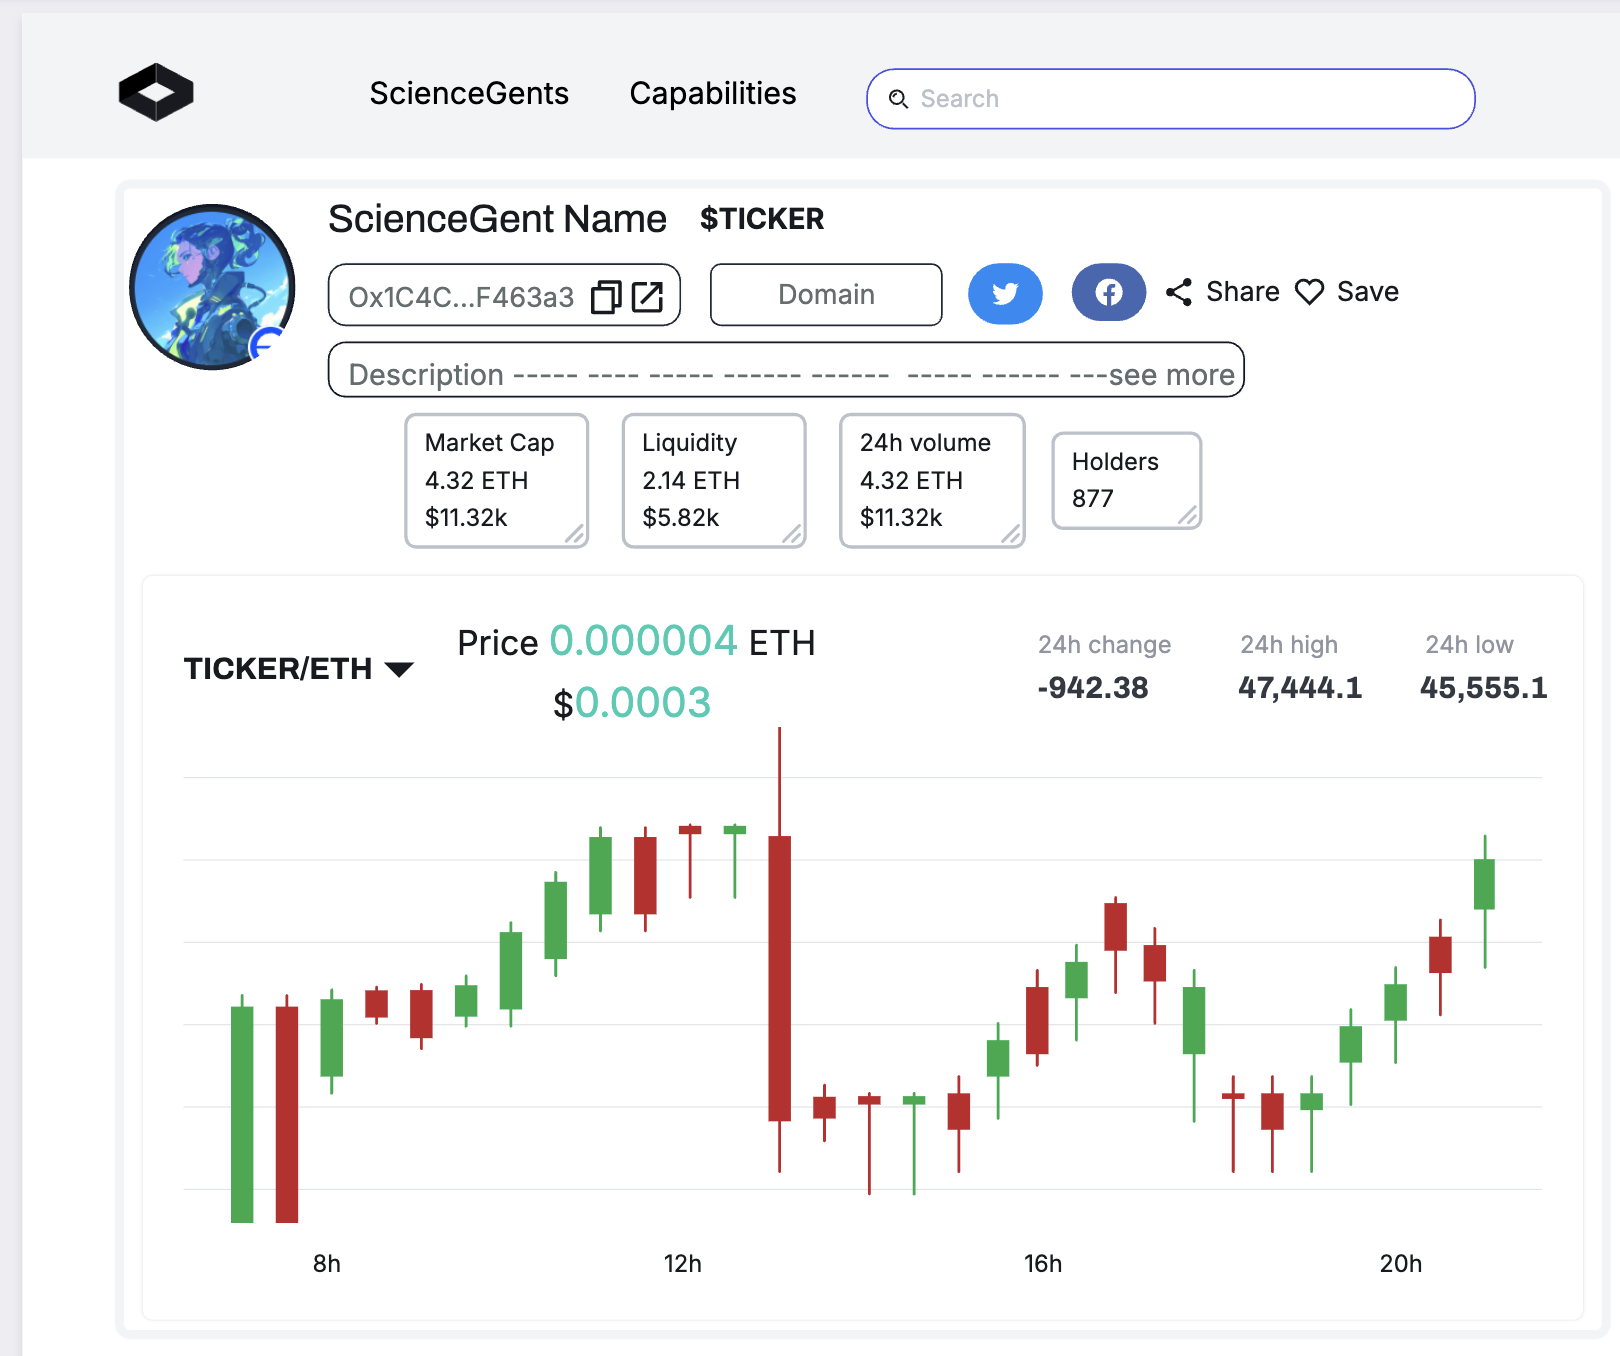 ScienceGents Capabilities Search
ScienceGent Name $TICKER
Ox1C4C...F463a3 Domain Share Save
Description ----- ---- ----- ------ ------ ----- ------ ---see more
Market Cap
4.32 ETH
$11.32k
Liquidity
2.14 ETH
$5.82k
24h volume
4.32 ETH
$11.32k
Holders
877
TICKER/ETH
Price 0.000004 ETH
$0.0003
24h change
-942.38
24h high
47,444.1
24h low
45,555.1
8h 12h 16h 20h